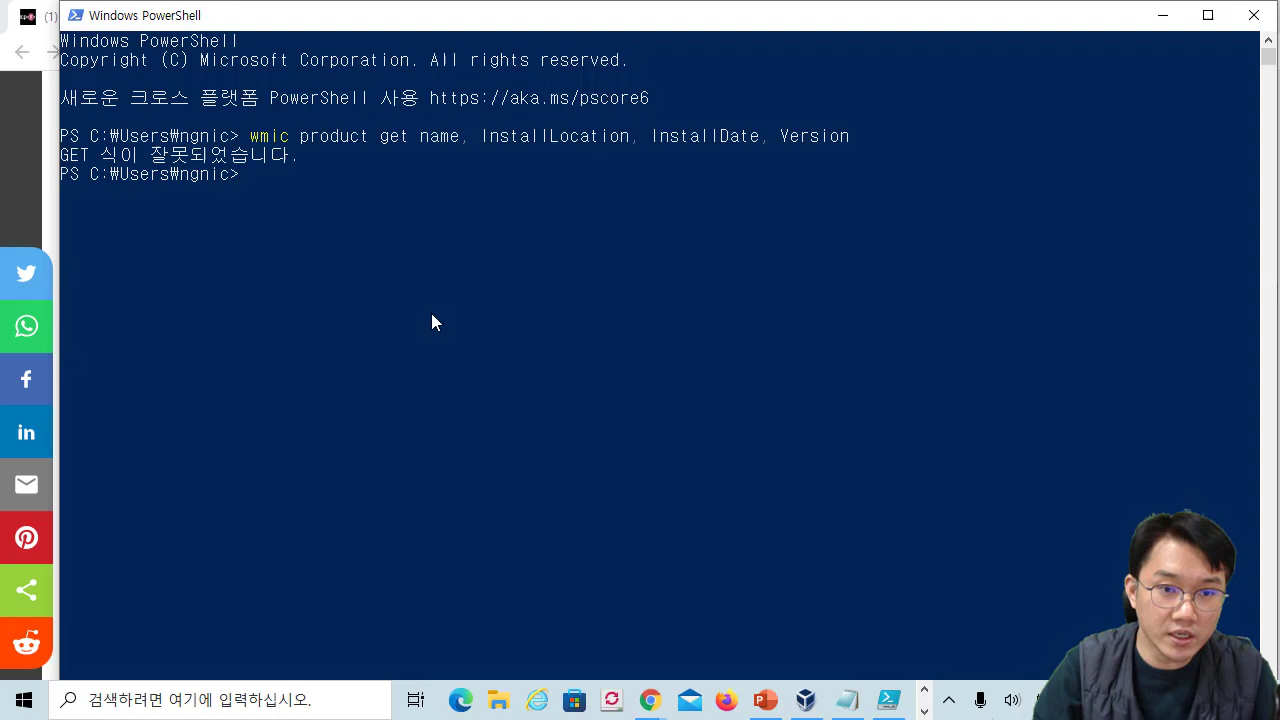 (1)
Windows PowerShell
Windows PowerShell
Copyright (C) Microsoft Corporation. All rights reserved.
새로운 크로스 플랫폼 PowerShell 사용 https://aka.ms/pscore6
PS C:₩Users₩ngnic> wmic product get name, InstallLocation, InstallDate, Version
GET 식이 잘못되었습니다.
PS C:₩Users₩ngnic>
in
검색하려면 여기에 입력하십시오.